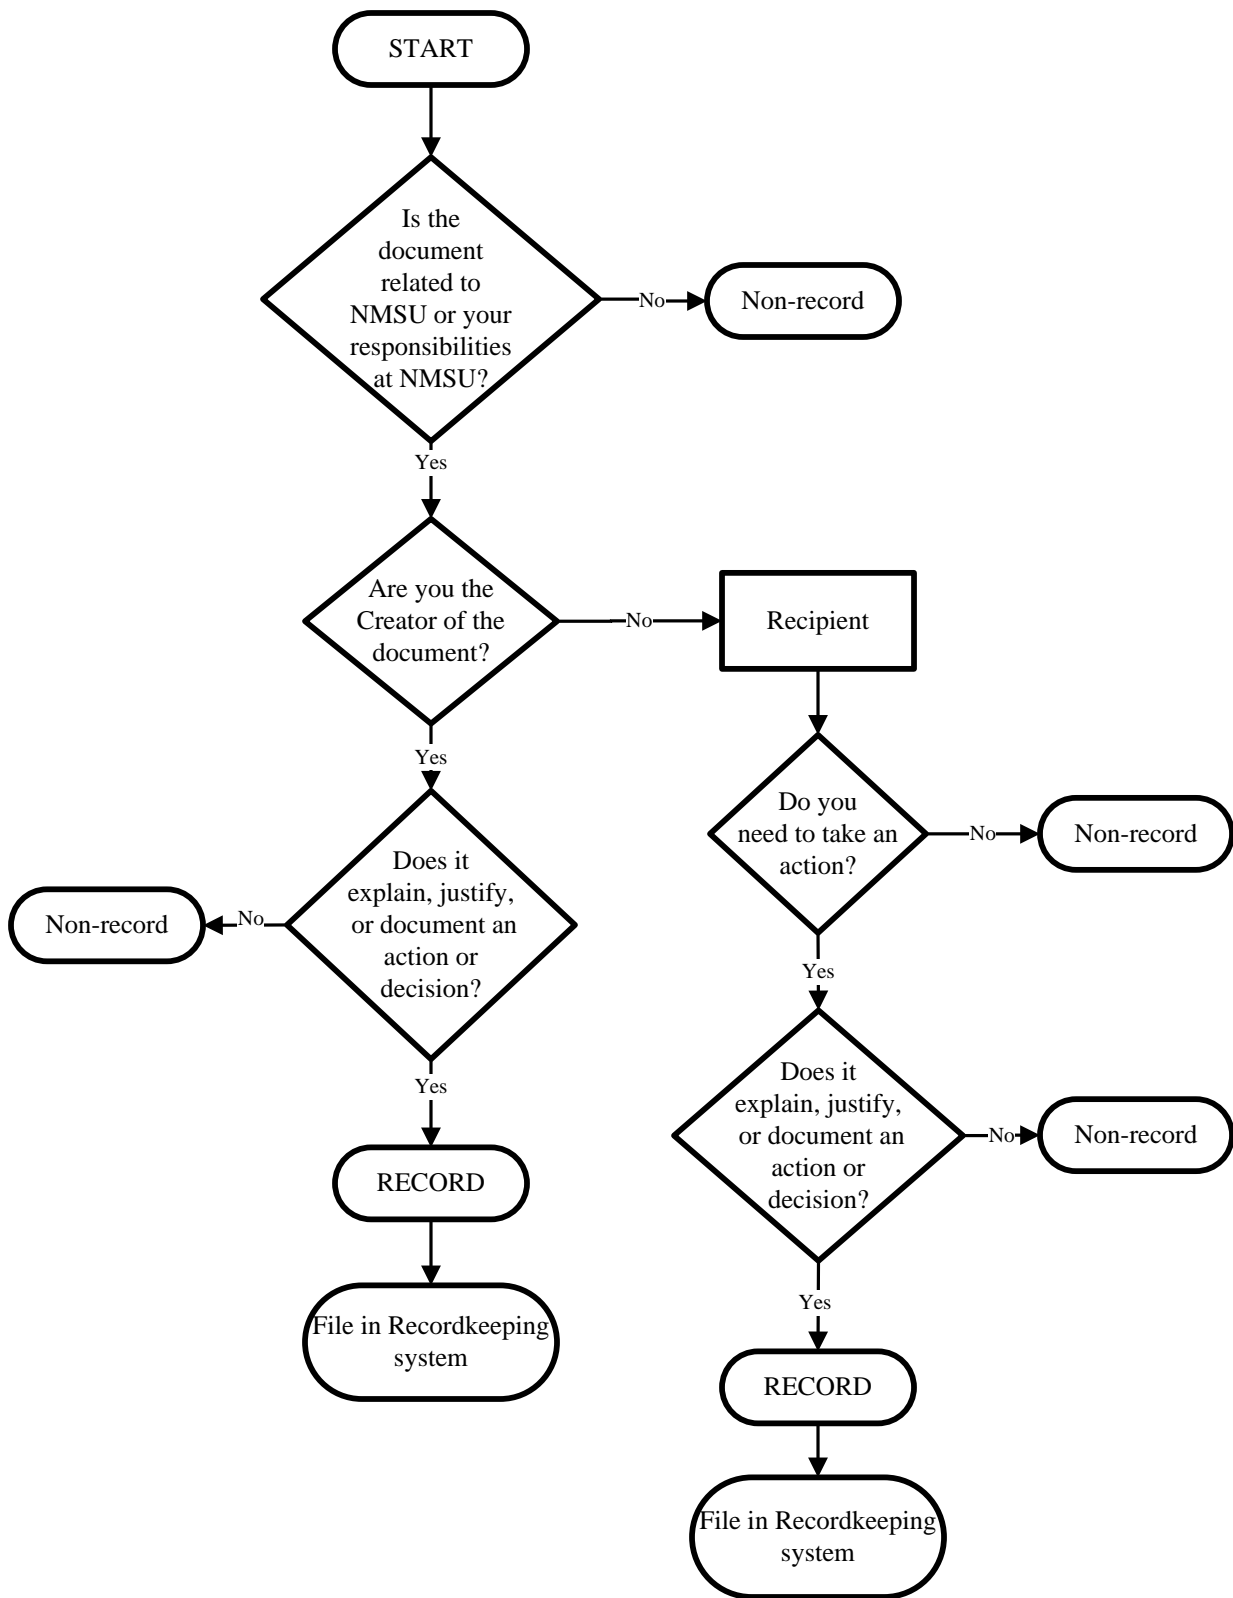 START
Is the
document
related to
NMSU or your
responsibilities
at NMSU?
No
Non-record
Yes
Are you the
Creator of the
document?
No
Recipient
Yes
Do you
need to take an
action?
No
Non-record
Does it
explain, justify,
or document an
action or
decision?
No
Non-record
Yes
Yes
Does it
explain, justify,
or document an
action or
decision?
No
Non-record
RECORD
Yes
File in Recordkeeping
system
RECORD
File in Recordkeeping
system